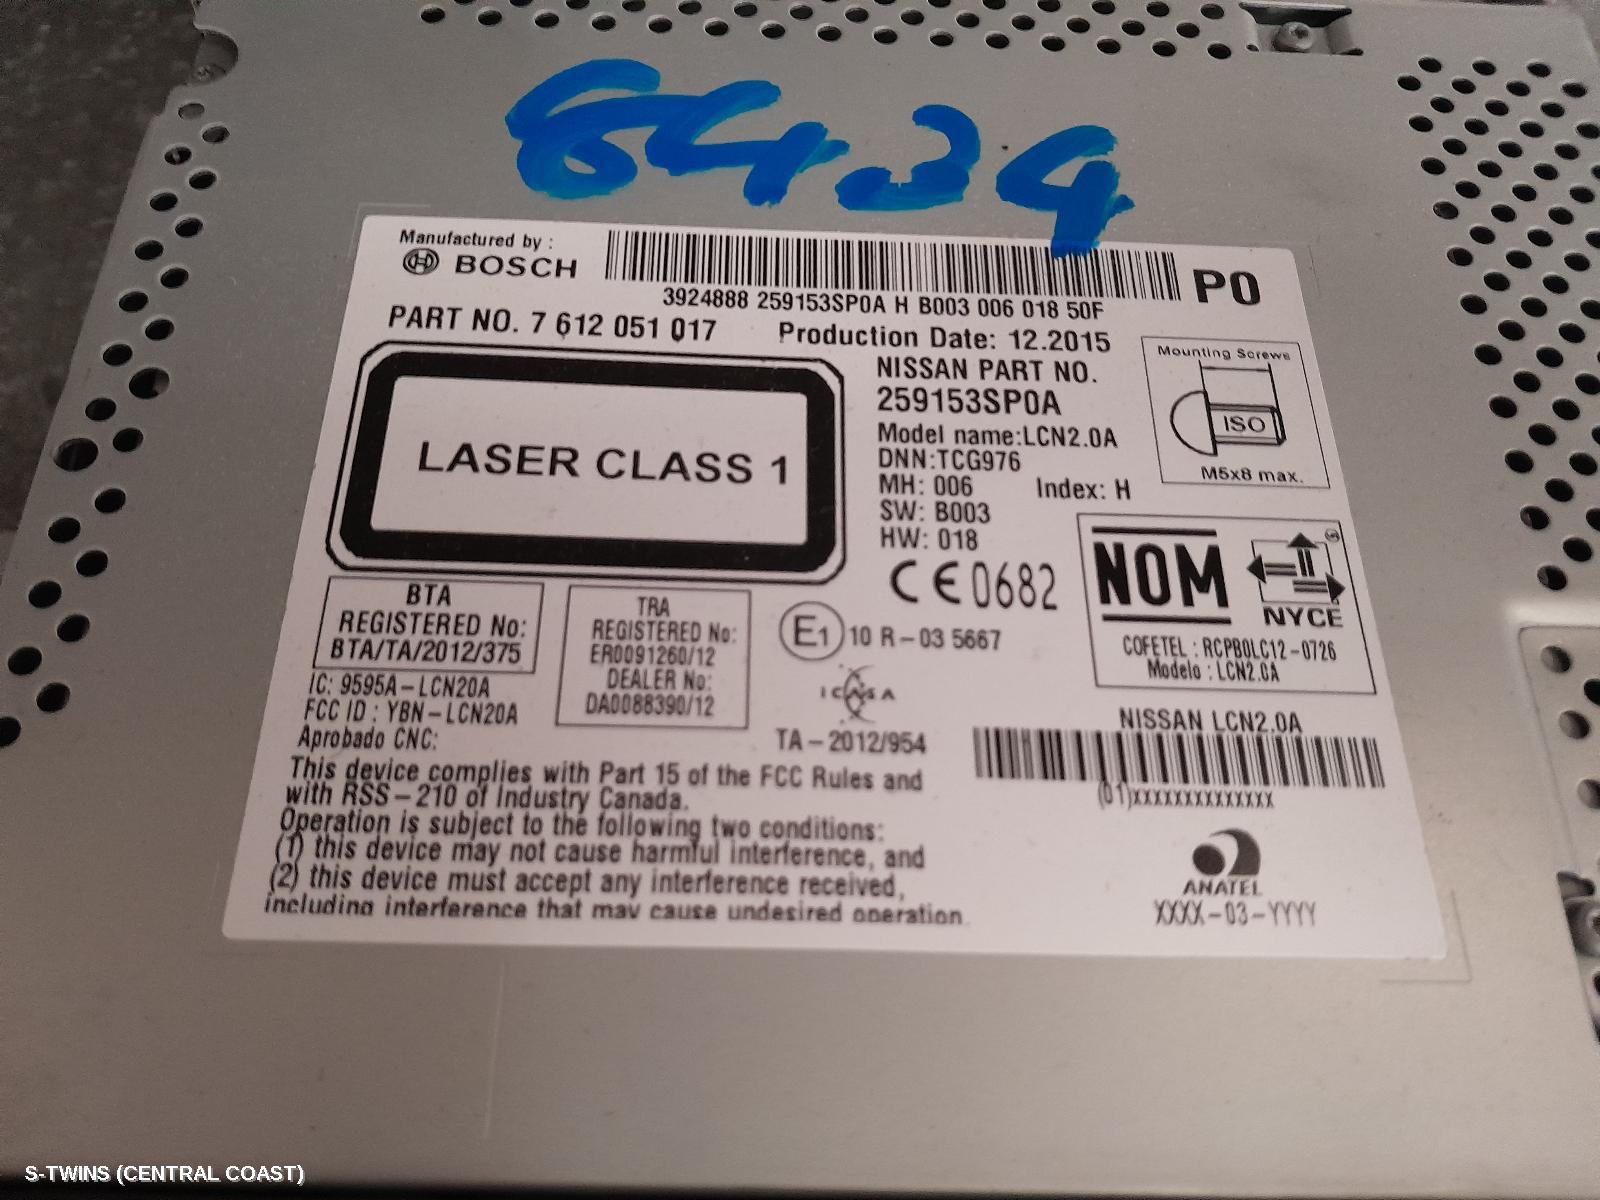 6434
Manufactured by :
BOSCH
P0
3924888 259153SP0A H B003 006 018 50F
PART NO. 7 612 051 017
Production Date: 12.2015
LASER CLASS 1
NISSAN PART NO.
259153SP0A
Model name:LCN2.0A
DNN:TCG976
MH: 006 Index: H
SW: B003
HW: 018
Mounting Screws
ISO
M5x8 max.
CE 0682
NOM
NYCE
COFETEL : RCPBOLC12-0726
Modelo : LCN2.0A
BTA
REGISTERED No:
BTA/TA/2012/375
TRA
REGISTERED No:
ER0091260/12
DEALER No:
DA0088390/12
E1 10 R-03 5667
ICASA
TA-2012/954
IC: 9595A-LCN20A
FCC ID : YBN-LCN20A
Aprobado CNC:
NISSAN LCN2.0A
(01)xxxxxxxxxxxxxx
This device complies with Part 15 of the FCC Rules and
with RSS-210 of Industry Canada.
Operation is subject to the following two conditions:
(1) this device may not cause harmful interference, and
(2) this device must accept any interference received,
including interference that may cause undesired operation.
ANATEL
XXXX-03-YYYY
S-TWINS (CENTRAL COAST)